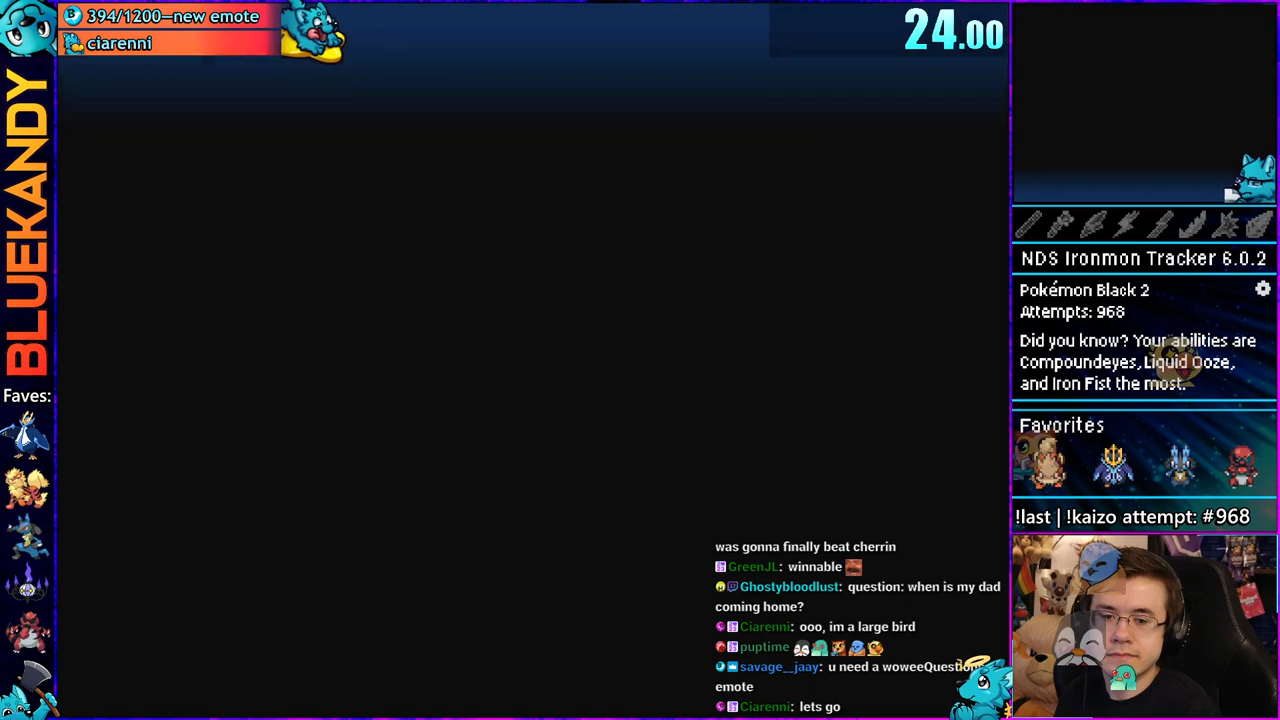 394/1200—new emote
ciarenni
24.00
BLUEKANDY
Faves:
NDS Ironmon Tracker 6.0.2
Pokémon Black 2
Attempts: 968
Did you know? Your abilities are
Compoundeyes, Liquid Ooze,
and Iron Fist the most.
Favorites
!last | !kaizo attempt: #968
was gonna finally beat cherrin
GreenJL: winnable
Ghostybloodlust: question: when is my dad
coming home?
Ciarenni: ooo, im a large bird
puptime
savage__jaay: u need a woweeQuestion
emote
Ciarenni: lets go